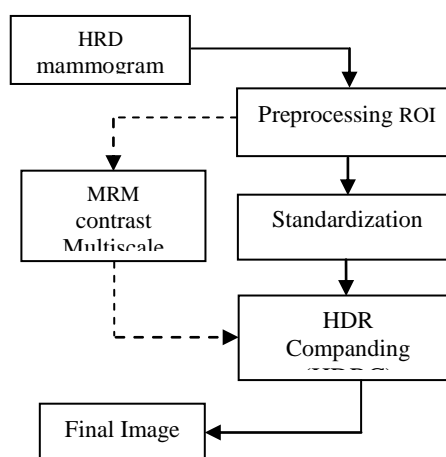 HRD
mammogram
Preprocessing ROI
MRM
contrast
Multiscale
Standardization
HDR
Companding
Final Image